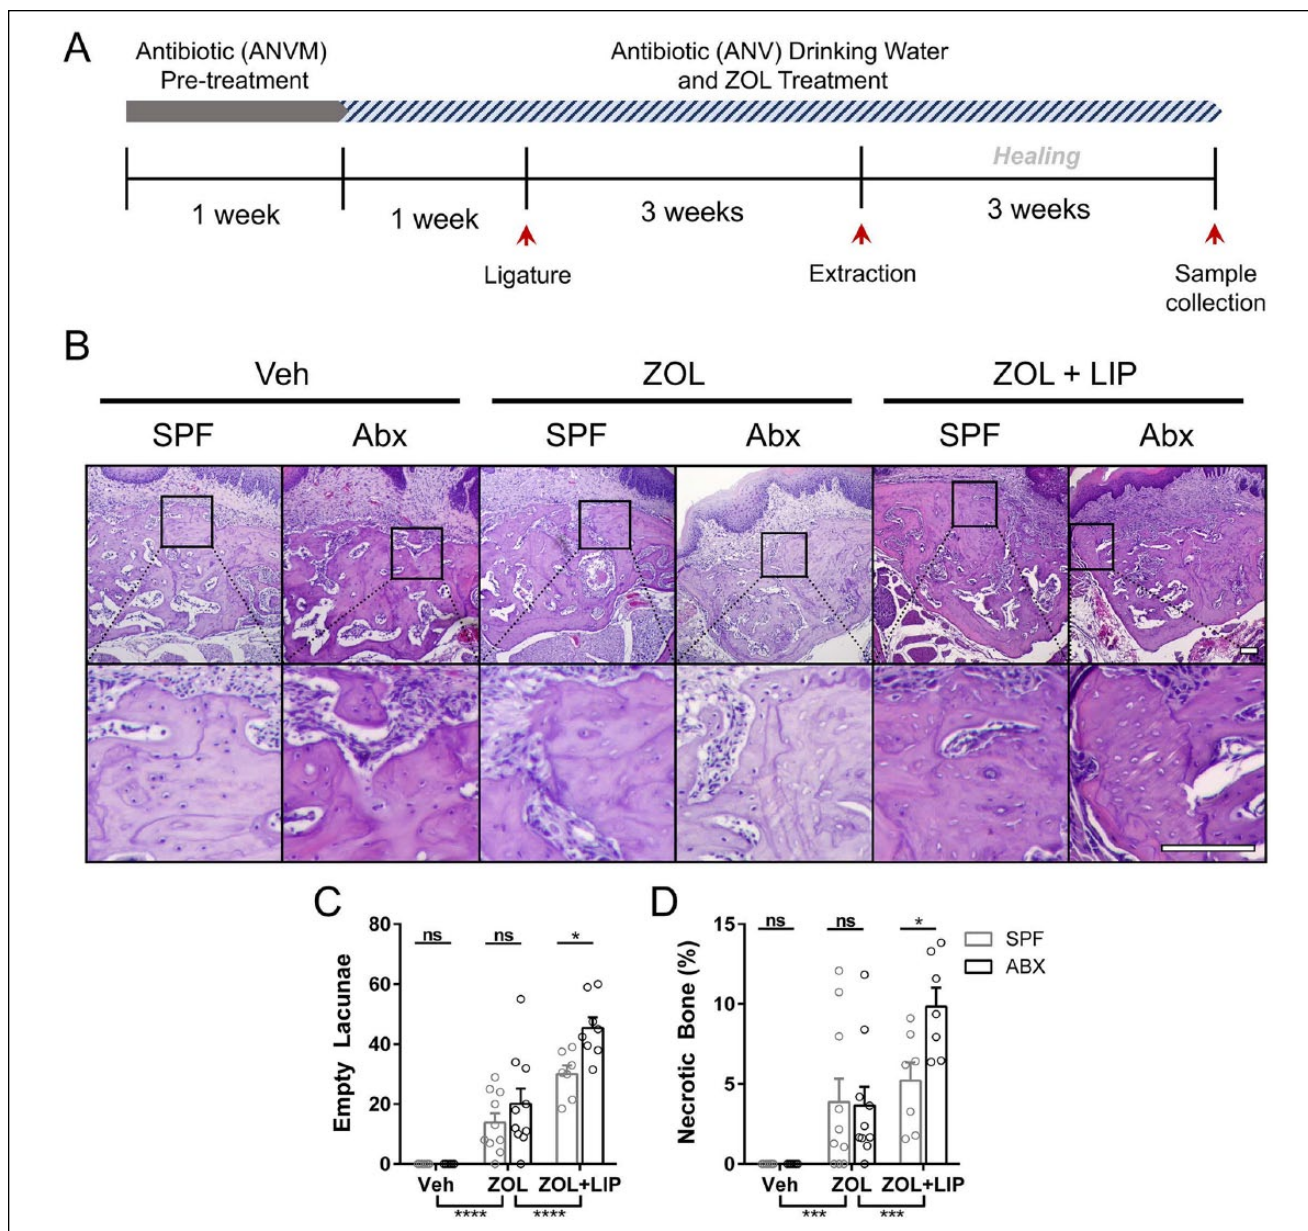 A
Antibiotic (ANVM)
Pre-treatment
Antibiotic (ANV) Drinking Water
and ZOL Treatment
Healing
1 week
1 week
3 weeks
3 weeks
Ligature
Extraction
Sample
collection
B
Veh
ZOL
ZOL + LIP
SPF
Abx
SPF
Abx
SPF
Abx
C
80
60
40
20
0
Empty Lacunae
ns
ns
*
Veh
ZOL
ZOL+LIP
****
****
D
15
10
5
0
Necrotic Bone (%)
ns
ns
*
SPF
ABX
Veh
ZOL
ZOL+LIP
***
***